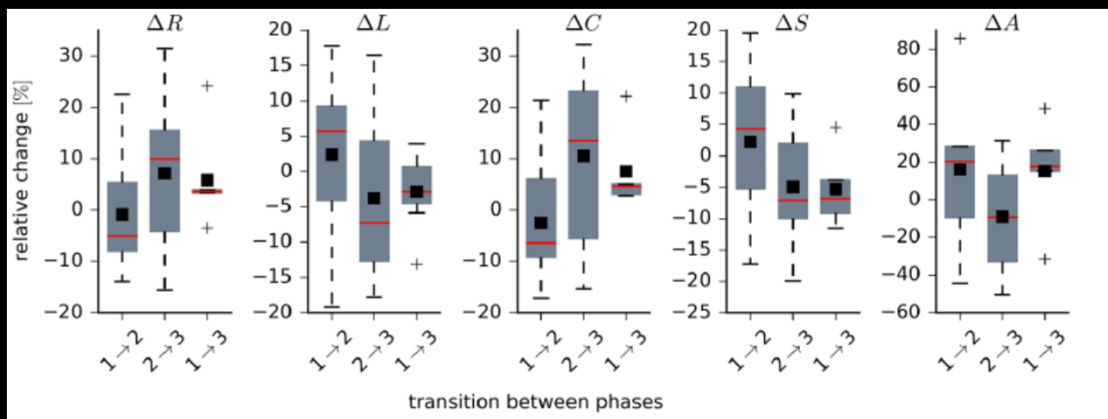 ΔR ΔL ΔC ΔS ΔA
relative change [%]
30 20 10 0 −10 −20
20 15 10 5 0 −5 −10 −15 −20
30 20 10 0 −10 −20
20 15 10 5 0 −5 −10 −15 −20 −25
80 60 40 20 0 −20 −40 −60
1→2 2→3 1→3 1→2 2→3 1→3 1→2 2→3 1→3 1→2 2→3 1→3 1→2 2→3 1→3
transition between phases